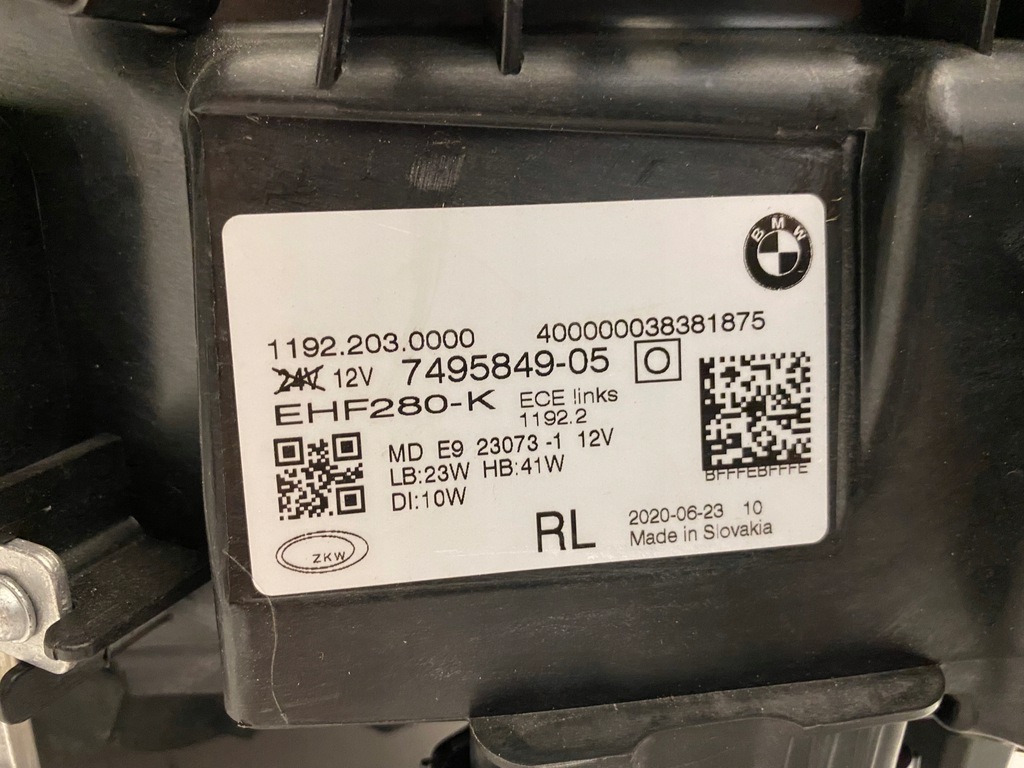 BMW
1192.203.0000 400000038381875
24V 12V 7495849-05 O
EHF280-K ECE links
1192.2
MD E9 23073-1 12V
LB:23W HB:41W
DI:10W
BFFFEBFFFE
ZKW
RL 2020-06-23 10
Made in Slovakia